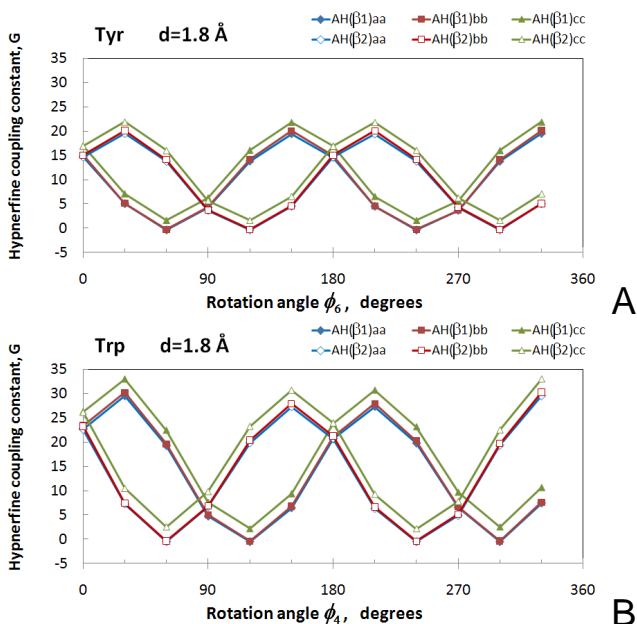 Tyr d=1.8 Å
AH(β1)aa AH(β1)bb AH(β1)cc
AH(β2)aa AH(β2)bb AH(β2)cc
Hypnerfine coupling constant, G
35
30
25
20
15
10
5
0
-5
0 90 180 270 360
Rotation angle ϕ₆, degrees
A
Trp d=1.8 Å
AH(β1)aa AH(β1)bb AH(β1)cc
AH(β2)aa AH(β2)bb AH(β2)cc
Hypnerfine coupling constant, G
35
30
25
20
15
10
5
0
-5
0 90 180 270 360
Rotation angle ϕ₄, degrees
B